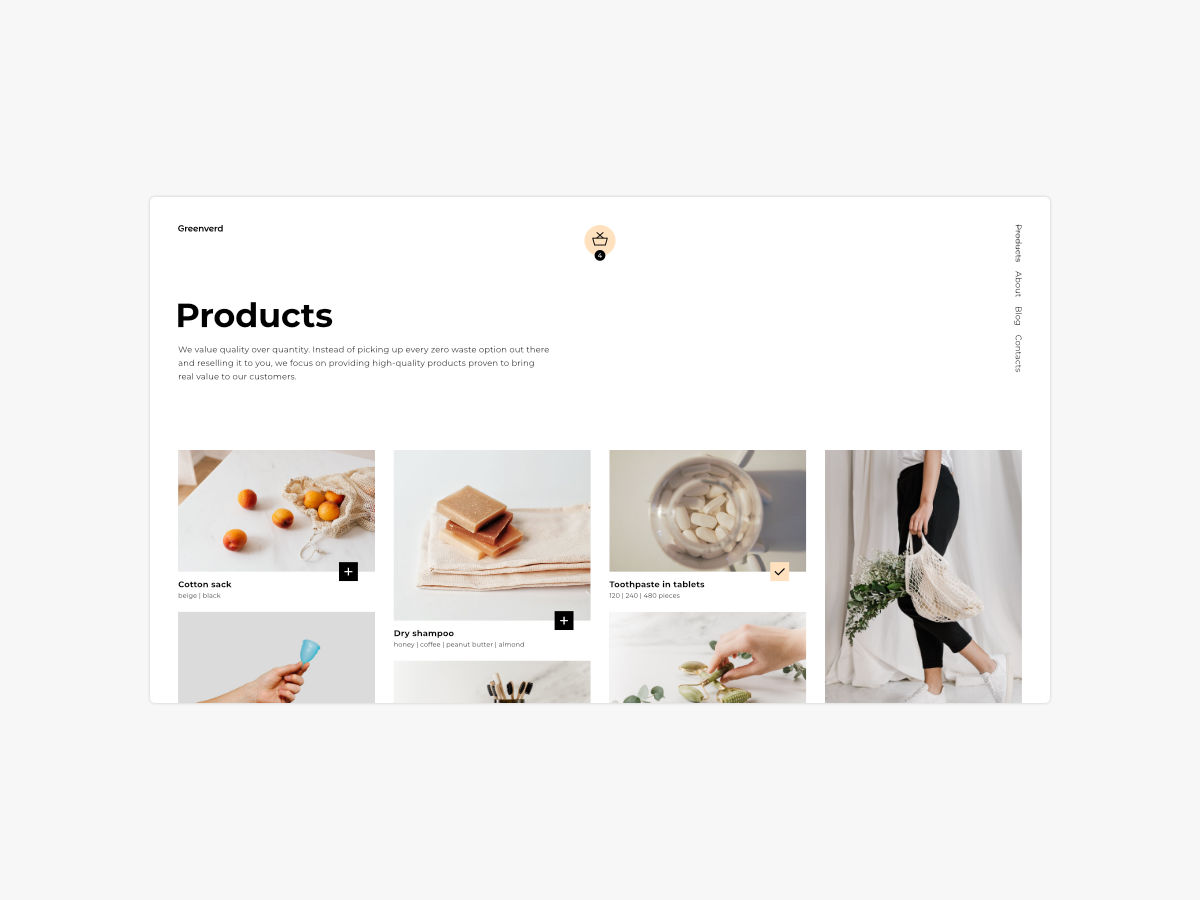 Greenverd
4
Products
About
Blog
Contacts
Products
We value quality over quantity. Instead of picking up every zero waste option out there
and reselling it to you, we focus on providing high-quality products proven to bring
real value to our customers.
Cotton sack
beige | black
Dry shampoo
honey | coffee | peanut butter | almond
Toothpaste in tablets
120 | 240 | 480 pieces